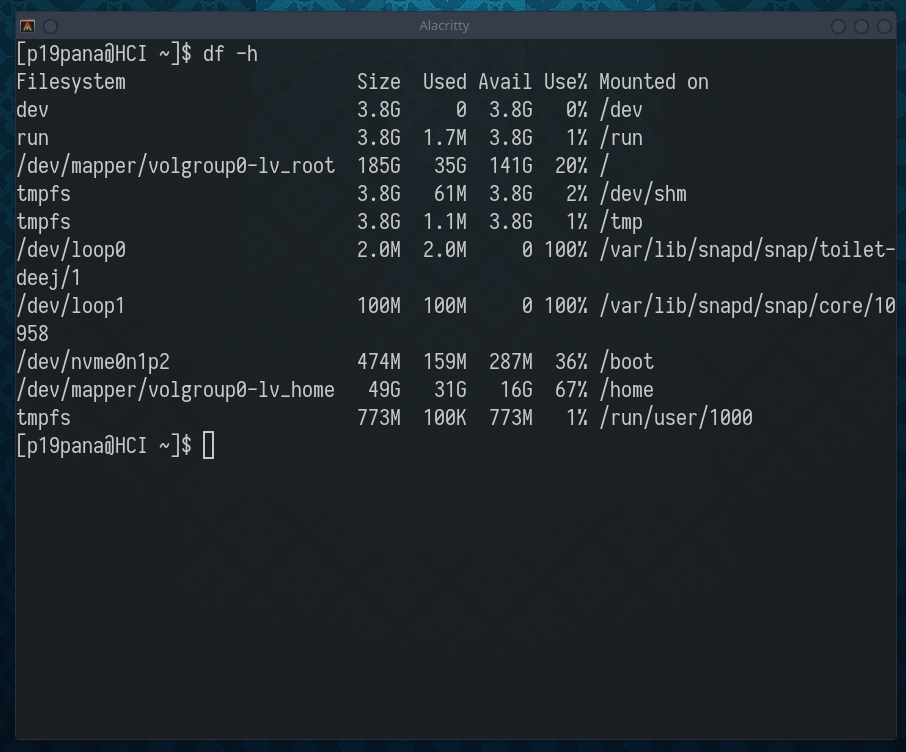 Alacritty
[p19pana@HCI ~]$ df -h
Filesystem                      Size  Used Avail Use% Mounted on
dev                             3.8G     0  3.8G   0% /dev
run                             3.8G  1.7M  3.8G   1% /run
/dev/mapper/volgroup0-lv_root  185G   35G  141G  20% /
tmpfs                           3.8G   61M  3.8G   2% /dev/shm
tmpfs                           3.8G  1.1M  3.8G   1% /tmp
/dev/loop0                      2.0M  2.0M     0 100% /var/lib/snapd/snap/toilet-
deej/1
/dev/loop1                      100M  100M     0 100% /var/lib/snapd/snap/core/10
958
/dev/nvme0n1p2                  474M  159M  287M  36% /boot
/dev/mapper/volgroup0-lv_home   49G   31G   16G  67% /home
tmpfs                           773M  100K  773M   1% /run/user/1000
[p19pana@HCI ~]$